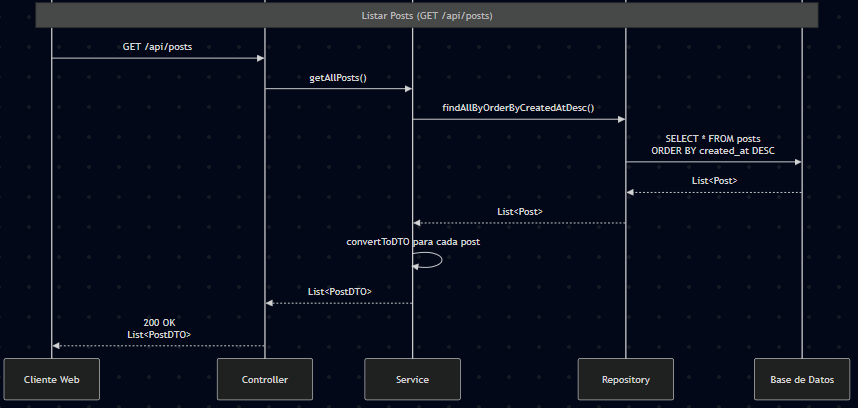 Listar Posts (GET /api/posts)
GET /api/posts
getAllPosts()
findAllByOrderByCreatedAtDesc()
SELECT * FROM posts
ORDER BY created_at DESC
List<Post>
List<Post>
convertToDTO para cada post
List<PostDTO>
200 OK
List<PostDTO>
Cliente Web
Controller
Service
Repository
Base de Datos